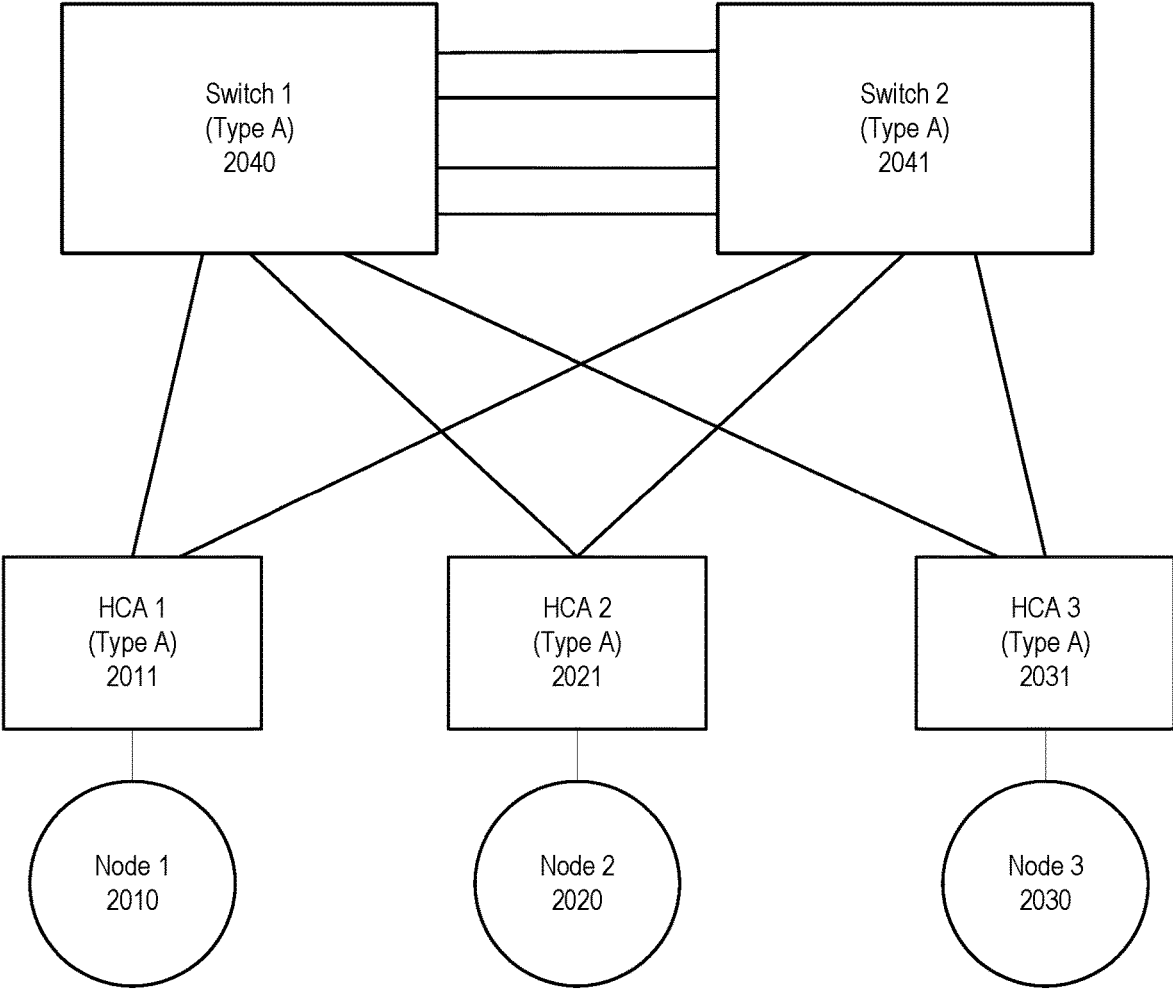 Switch 1
(Type A)
2040
Switch 2
(Type A)
2041
HCA 1
(Type A)
2011
HCA 2
(Type A)
2021
HCA 3
(Type A)
2031
Node 1
2010
Node 2
2020
Node 3
2030